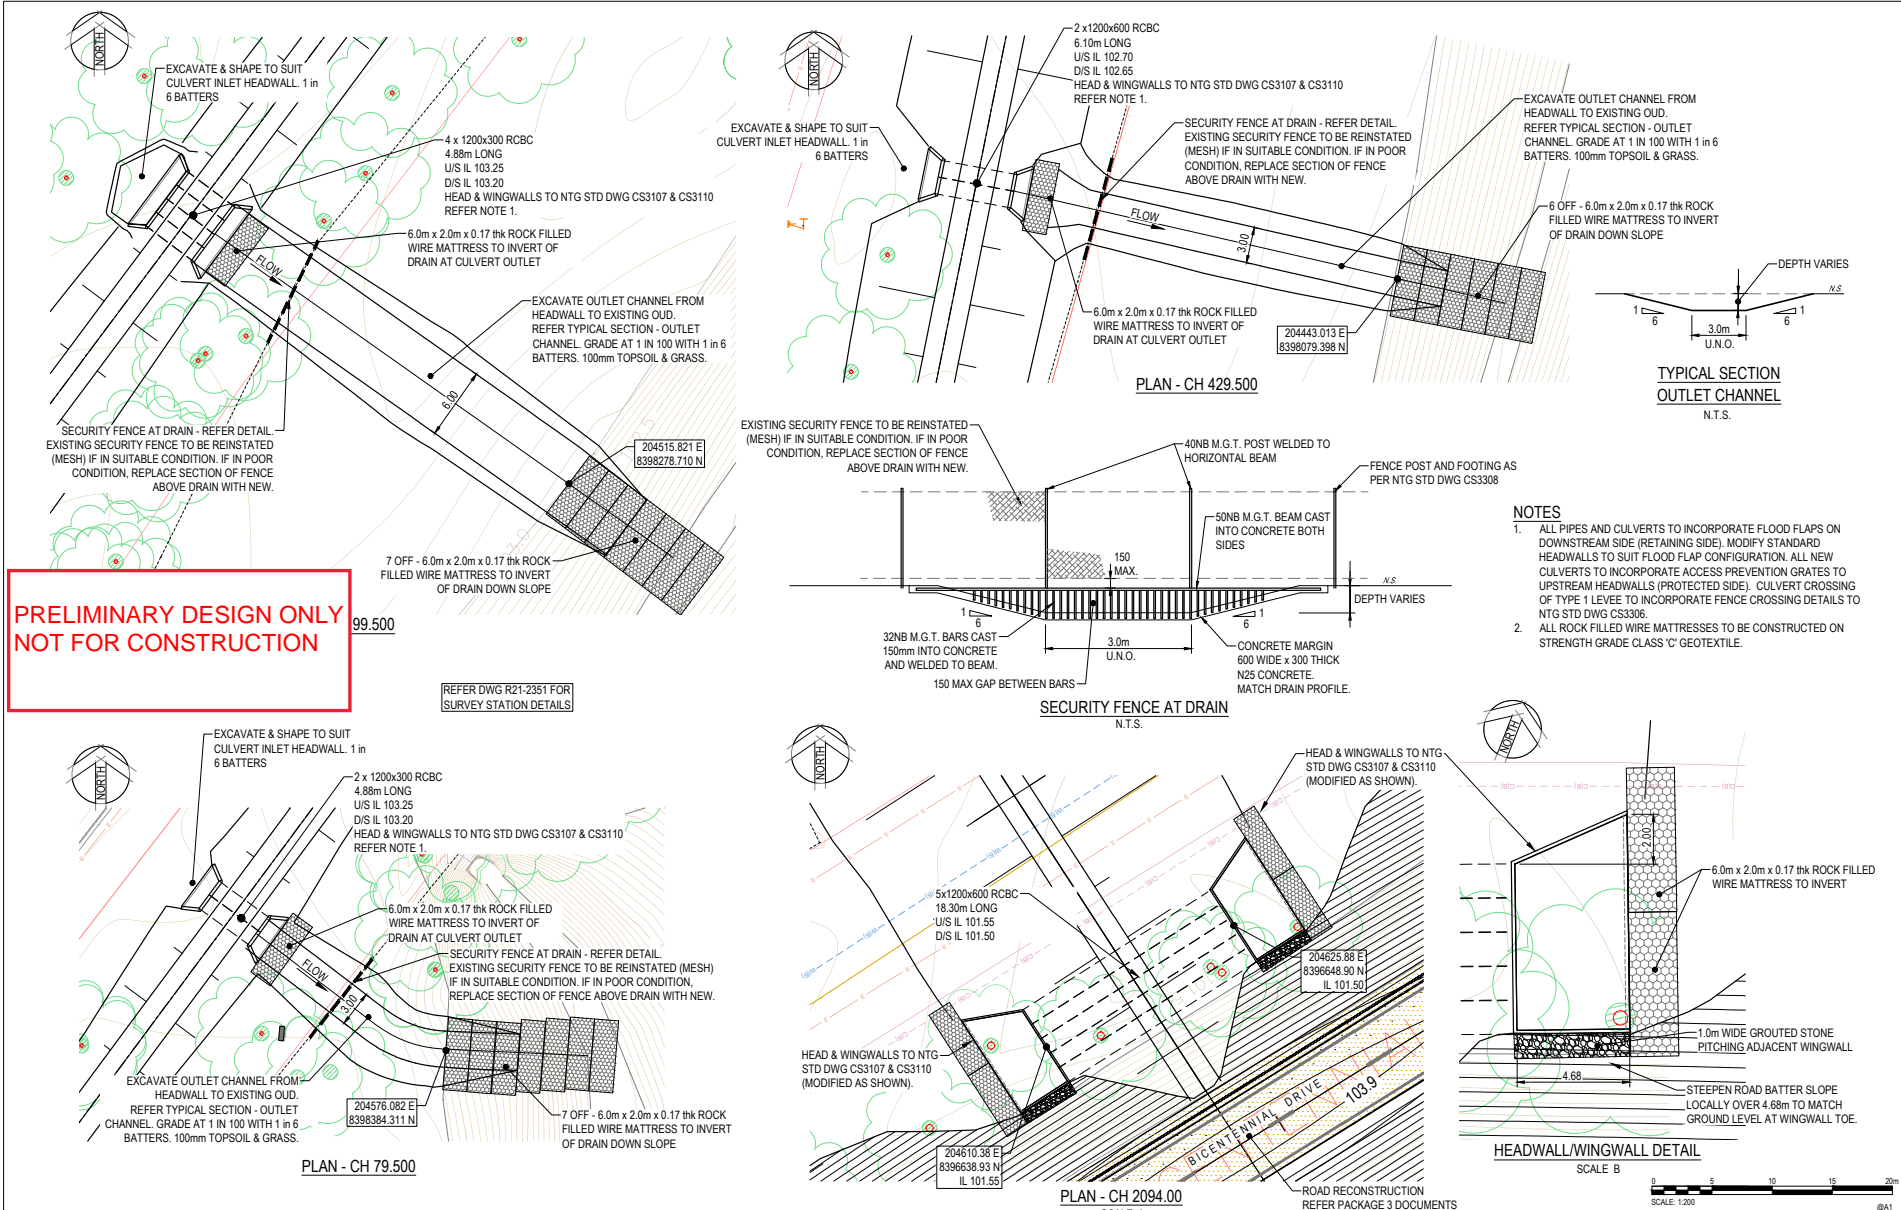 NORTH
EXCAVATE & SHAPE TO SUIT
CULVERT INLET HEADWALL. 1 in
6 BATTERS
4 x 1200x300 RCBC
4.88m LONG
U/S IL 103.25
D/S IL 103.20
HEAD & WINGWALLS TO NTG STD DWG CS3107 & CS3110
REFER NOTE 1.
6.0m x 2.0m x 0.17 thk ROCK FILLED
WIRE MATTRESS TO INVERT OF
DRAIN AT CULVERT OUTLET
FLOW
EXCAVATE OUTLET CHANNEL FROM
HEADWALL TO EXISTING OUD.
REFER TYPICAL SECTION - OUTLET
CHANNEL. GRADE AT 1 IN 100 WITH 1 in 6
BATTERS. 100mm TOPSOIL & GRASS.
6.00
SECURITY FENCE AT DRAIN - REFER DETAIL.
EXISTING SECURITY FENCE TO BE REINSTATED
(MESH) IF IN SUITABLE CONDITION. IF IN POOR
CONDITION, REPLACE SECTION OF FENCE
ABOVE DRAIN WITH NEW.
204515.821 E
8398278.710 N
7 OFF - 6.0m x 2.0m x 0.17 thk ROCK
FILLED WIRE MATTRESS TO INVERT
OF DRAIN DOWN SLOPE
PRELIMINARY DESIGN ONLY
NOT FOR CONSTRUCTION
99.500
REFER DWG R21-2351 FOR
SURVEY STATION DETAILS
NORTH
2 x1200x600 RCBC
6.10m LONG
U/S IL 102.70
D/S IL 102.65
HEAD & WINGWALLS TO NTG STD DWG CS3107 & CS3110
REFER NOTE 1.
EXCAVATE & SHAPE TO SUIT
CULVERT INLET HEADWALL. 1 in
6 BATTERS
SECURITY FENCE AT DRAIN - REFER DETAIL.
EXISTING SECURITY FENCE TO BE REINSTATED
(MESH) IF IN SUITABLE CONDITION. IF IN POOR
CONDITION, REPLACE SECTION OF FENCE
ABOVE DRAIN WITH NEW.
EXCAVATE OUTLET CHANNEL FROM
HEADWALL TO EXISTING OUD.
REFER TYPICAL SECTION - OUTLET
CHANNEL. GRADE AT 1 IN 100 WITH 1 in 6
BATTERS. 100mm TOPSOIL & GRASS.
FLOW
3.00
6 OFF - 6.0m x 2.0m x 0.17 thk ROCK
FILLED WIRE MATTRESS TO INVERT
OF DRAIN DOWN SLOPE
6.0m x 2.0m x 0.17 thk ROCK FILLED
WIRE MATTRESS TO INVERT OF
DRAIN AT CULVERT OUTLET
204443.013 E
8398079.398 N
PLAN - CH 429.500
DEPTH VARIES
N.S.
1
6
3.0m
U.N.O.
6
1
TYPICAL SECTION
OUTLET CHANNEL
N.T.S.
EXISTING SECURITY FENCE TO BE REINSTATED
(MESH) IF IN SUITABLE CONDITION. IF IN POOR
CONDITION, REPLACE SECTION OF FENCE
ABOVE DRAIN WITH NEW.
40NB M.G.T. POST WELDED TO
HORIZONTAL BEAM
FENCE POST AND FOOTING AS
PER NTG STD DWG CS3308
50NB M.G.T. BEAM CAST
INTO CONCRETE BOTH
SIDES
150
MAX.
N.S.
DEPTH VARIES
1
6
6
1
32NB M.G.T. BARS CAST
150mm INTO CONCRETE
AND WELDED TO BEAM.
3.0m
U.N.O.
CONCRETE MARGIN
600 WIDE x 300 THICK
N25 CONCRETE.
MATCH DRAIN PROFILE.
150 MAX GAP BETWEEN BARS
SECURITY FENCE AT DRAIN
N.T.S.
NOTES
1. ALL PIPES AND CULVERTS TO INCORPORATE FLOOD FLAPS ON
DOWNSTREAM SIDE (RETAINING SIDE). MODIFY STANDARD
HEADWALLS TO SUIT FLOOD FLAP CONFIGURATION. ALL NEW
CULVERTS TO INCORPORATE ACCESS PREVENTION GRATES TO
UPSTREAM HEADWALLS (PROTECTED SIDE). CULVERT CROSSING
OF TYPE 1 LEVEE TO INCORPORATE FENCE CROSSING DETAILS TO
NTG STD DWG CS3306.
2. ALL ROCK FILLED WIRE MATTRESSES TO BE CONSTRUCTED ON
STRENGTH GRADE CLASS 'C' GEOTEXTILE.
NORTH
EXCAVATE & SHAPE TO SUIT
CULVERT INLET HEADWALL. 1 in
6 BATTERS
2 x 1200x300 RCBC
4.88m LONG
U/S IL 103.25
D/S IL 103.20
HEAD & WINGWALLS TO NTG STD DWG CS3107 & CS3110
REFER NOTE 1.
6.0m x 2.0m x 0.17 thk ROCK FILLED
WIRE MATTRESS TO INVERT OF
DRAIN AT CULVERT OUTLET
SECURITY FENCE AT DRAIN - REFER DETAIL.
EXISTING SECURITY FENCE TO BE REINSTATED (MESH)
IF IN SUITABLE CONDITION. IF IN POOR CONDITION,
REPLACE SECTION OF FENCE ABOVE DRAIN WITH NEW.
FLOW
3.00
EXCAVATE OUTLET CHANNEL FROM
HEADWALL TO EXISTING OUD.
REFER TYPICAL SECTION - OUTLET
CHANNEL. GRADE AT 1 IN 100 WITH 1 in 6
BATTERS. 100mm TOPSOIL & GRASS.
204576.082 E
8398384.311 N
7 OFF - 6.0m x 2.0m x 0.17 thk ROCK
FILLED WIRE MATTRESS TO INVERT
OF DRAIN DOWN SLOPE
PLAN - CH 79.500
NORTH
HEAD & WINGWALLS TO NTG
STD DWG CS3107 & CS3110
(MODIFIED AS SHOWN).
5x1200x600 RCBC
18.30m LONG
U/S IL 101.55
D/S IL 101.50
204625.88 E
8396648.90 N
IL 101.50
HEAD & WINGWALLS TO NTG
STD DWG CS3107 & CS3110
(MODIFIED AS SHOWN).
204610.38 E
8396638.93 N
IL 101.55
BICENTENNIAL DRIVE
103.9
ROAD RECONSTRUCTION
REFER PACKAGE 3 DOCUMENTS
PLAN - CH 2094.00
NORTH
2.00
6.0m x 2.0m x 0.17 thk ROCK FILLED
WIRE MATTRESS TO INVERT
1.0m WIDE GROUTED STONE
PITCHING ADJACENT WINGWALL
4.68
STEEPEN ROAD BATTER SLOPE
LOCALLY OVER 4.68m TO MATCH
GROUND LEVEL AT WINGWALL TOE.
HEADWALL/WINGWALL DETAIL
SCALE B
0 5 10 15 20m
SCALE: 1:200
@A1